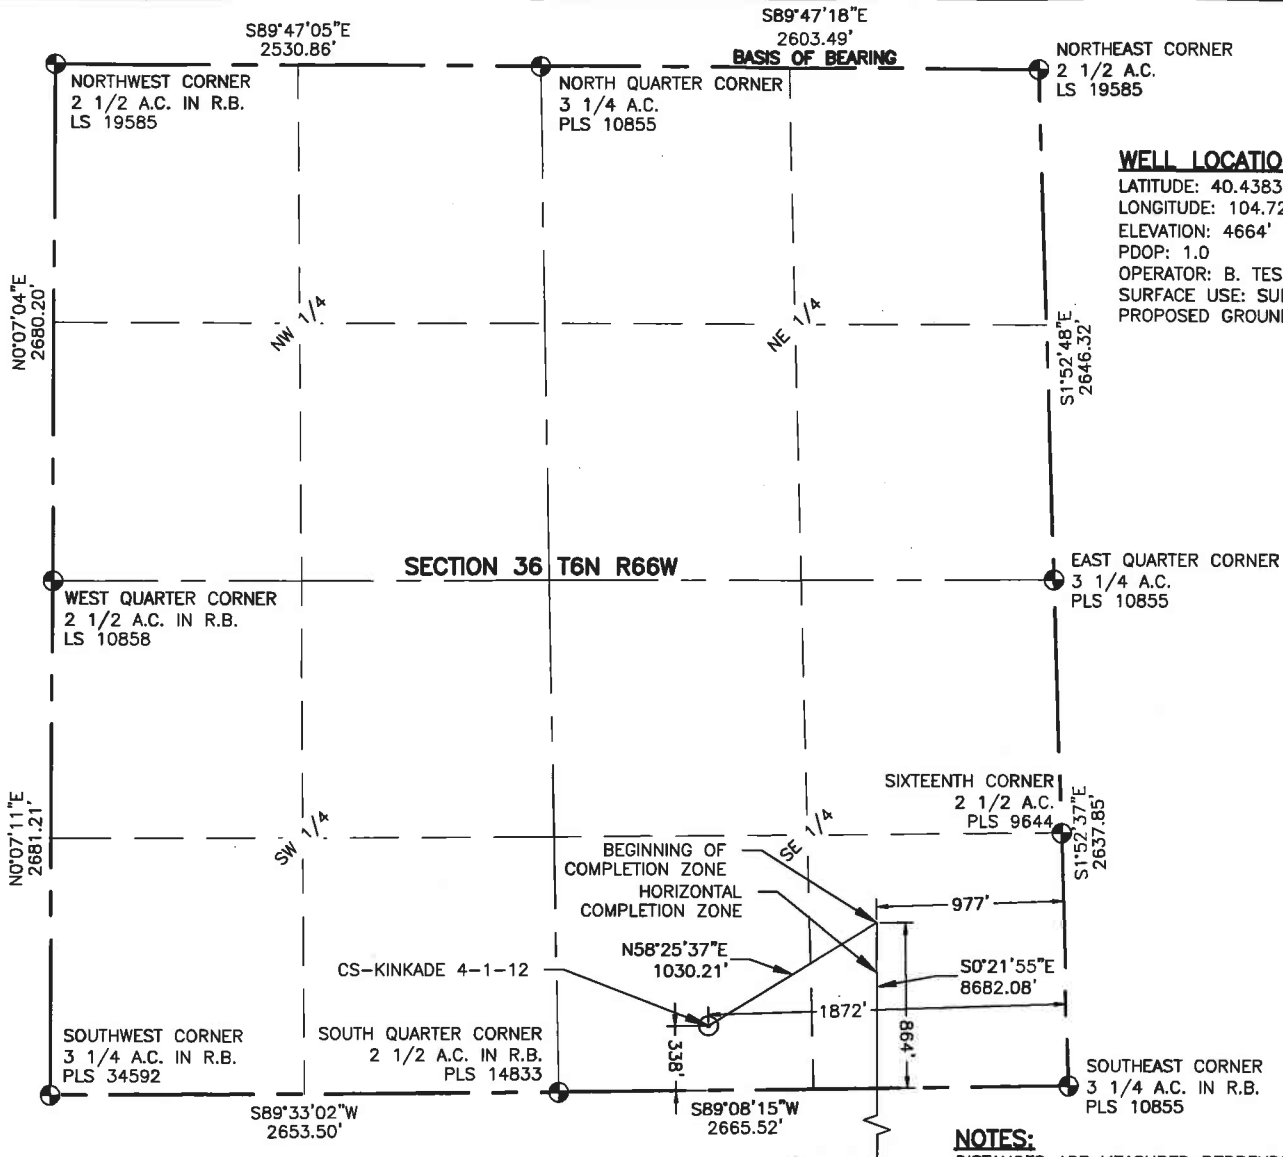 S89°47'05"E
2530.86'
S89°47'18"E
2603.49'
BASIS OF BEARING
NORTHWEST CORNER
2 1/2 A.C. IN R.B.
LS 19585
NORTH QUARTER CORNER
3 1/4 A.C.
PLS 10855
NORTHEAST CORNER
2 1/2 A.C.
LS 19585
WELL LOCATIO
LATITUDE: 40.4383
LONGITUDE: 104.72
ELEVATION: 4664'
PDOP: 1.0
OPERATOR: B. TES
SURFACE USE: SU
PROPOSED GROUN
N0°07'04"E
2680.20'
NW 1/4
NE 1/4
S1°52'48"E
2646.32'
SECTION 36 T6N R66W
WEST QUARTER CORNER
2 1/2 A.C. IN R.B.
LS 10858
EAST QUARTER CORNER
3 1/4 A.C.
PLS 10855
N0°07'11"E
2681.21'
SW 1/4
SE 1/4
SIXTEENTH CORNER
2 1/2 A.C.
PLS 9644
S1°52'37"E
2637.85'
BEGINNING OF
COMPLETION ZONE
HORIZONTAL
COMPLETION ZONE
977'
N58°25'37"E
1030.21'
CS-KINKADE 4-1-12
S0°21'55"E
8682.08'
1872'
864'
338'
SOUTHWEST CORNER
3 1/4 A.C. IN R.B.
PLS 34592
SOUTH QUARTER CORNER
2 1/2 A.C. IN R.B.
PLS 14833
SOUTHEAST CORNER
3 1/4 A.C. IN R.B.
PLS 10855
S89°33'02"W
2653.50'
S89°08'15"W
2665.52'
NOTES: